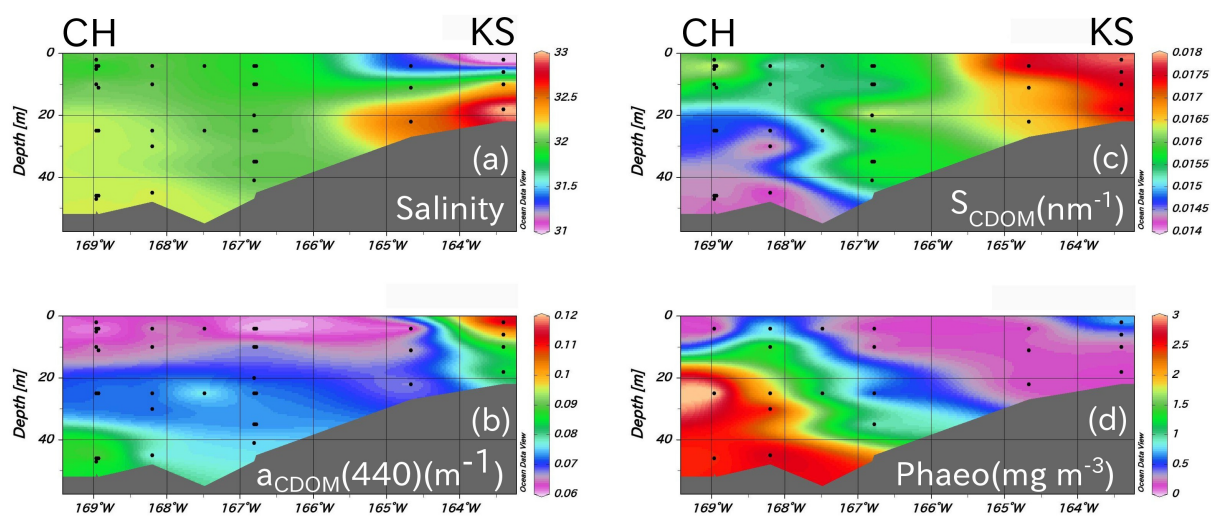 CH KS
0
20
40
Depth [m]
(a)
Salinity
33
32.5
32
31.5
31
Ocean Data View
169°W 168°W 167°W 166°W 165°W 164°W
CH KS
0
20
40
Depth [m]
(c)
S_CDOM(nm⁻¹)
0.018
0.0175
0.017
0.0165
0.016
0.0155
0.015
0.0145
0.014
Ocean Data View
169°W 168°W 167°W 166°W 165°W 164°W
0
20
40
Depth [m]
(b)
a_CDOM(440)(m⁻¹)
0.12
0.11
0.1
0.09
0.08
0.07
0.06
Ocean Data View
169°W 168°W 167°W 166°W 165°W 164°W
0
20
40
Depth [m]
(d)
Phaeo(mg m⁻³)
3
2.5
2
1.5
1
0.5
0
Ocean Data View
169°W 168°W 167°W 166°W 165°W 164°W